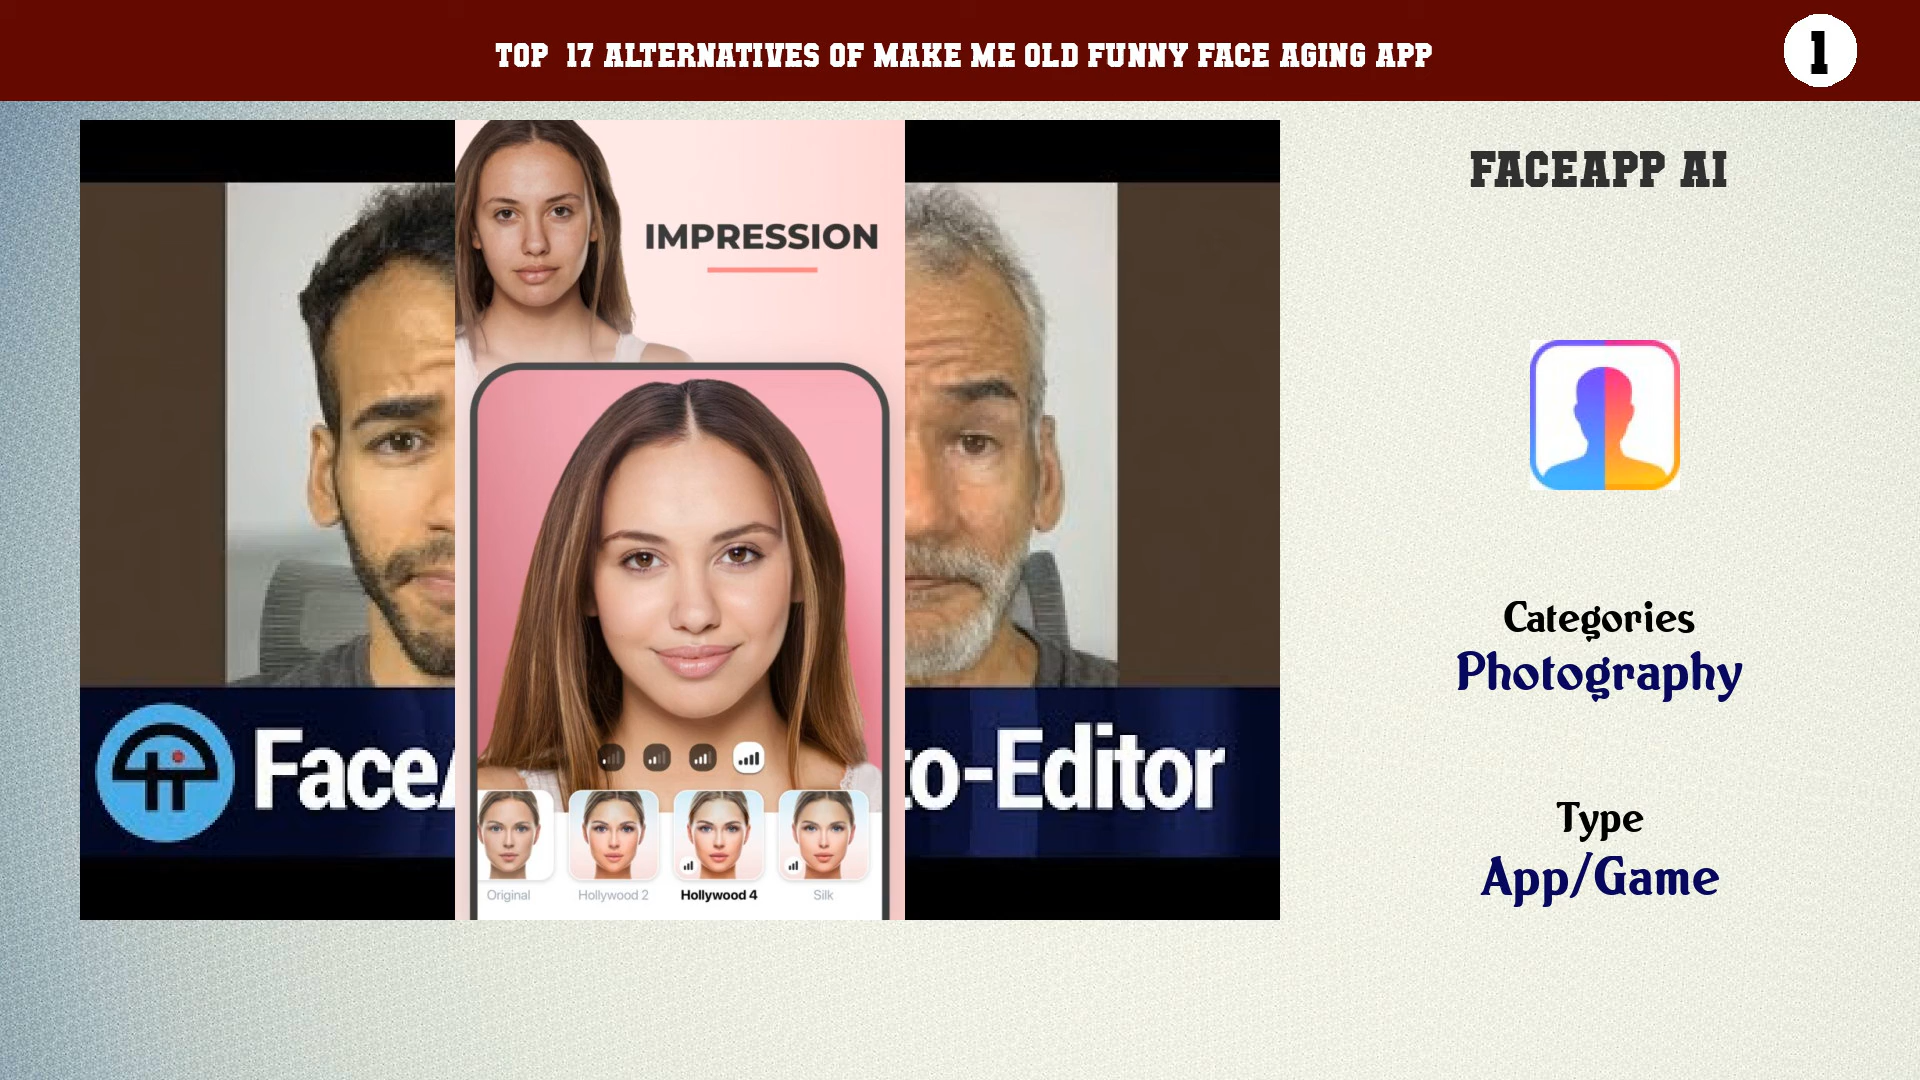 TOP 17 ALTERNATIVES OF MAKE ME OLD FUNNY FACE AGING APP
1
FACEAPP AI
IMPRESSION
Categories
Photography
Face
to-Editor
Type
App/Game
Original
Hollywood 2
Hollywood 4
Silk